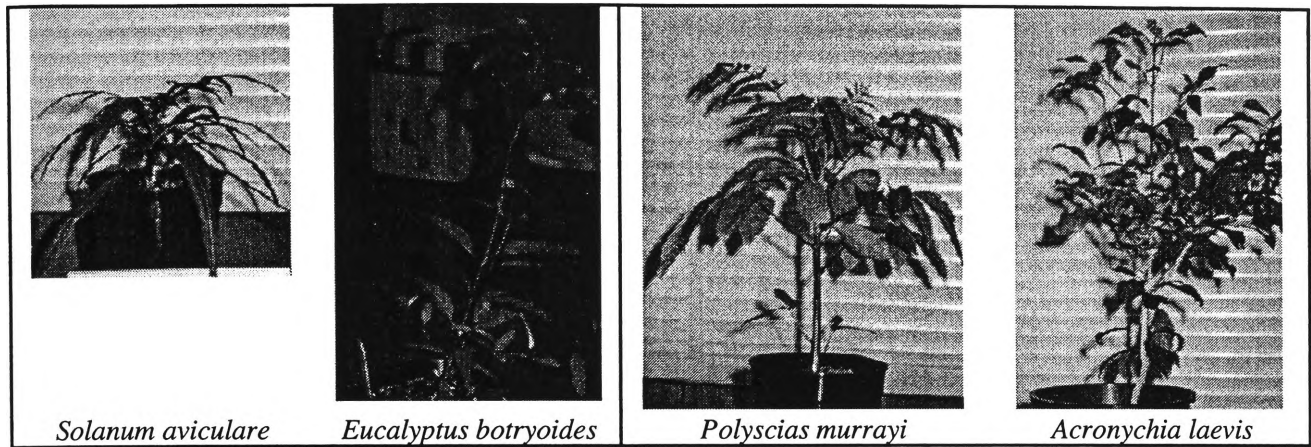 Solanum aviculare
Eucalyptus botryoides
Polyscias murrayi
Acronychia laevis